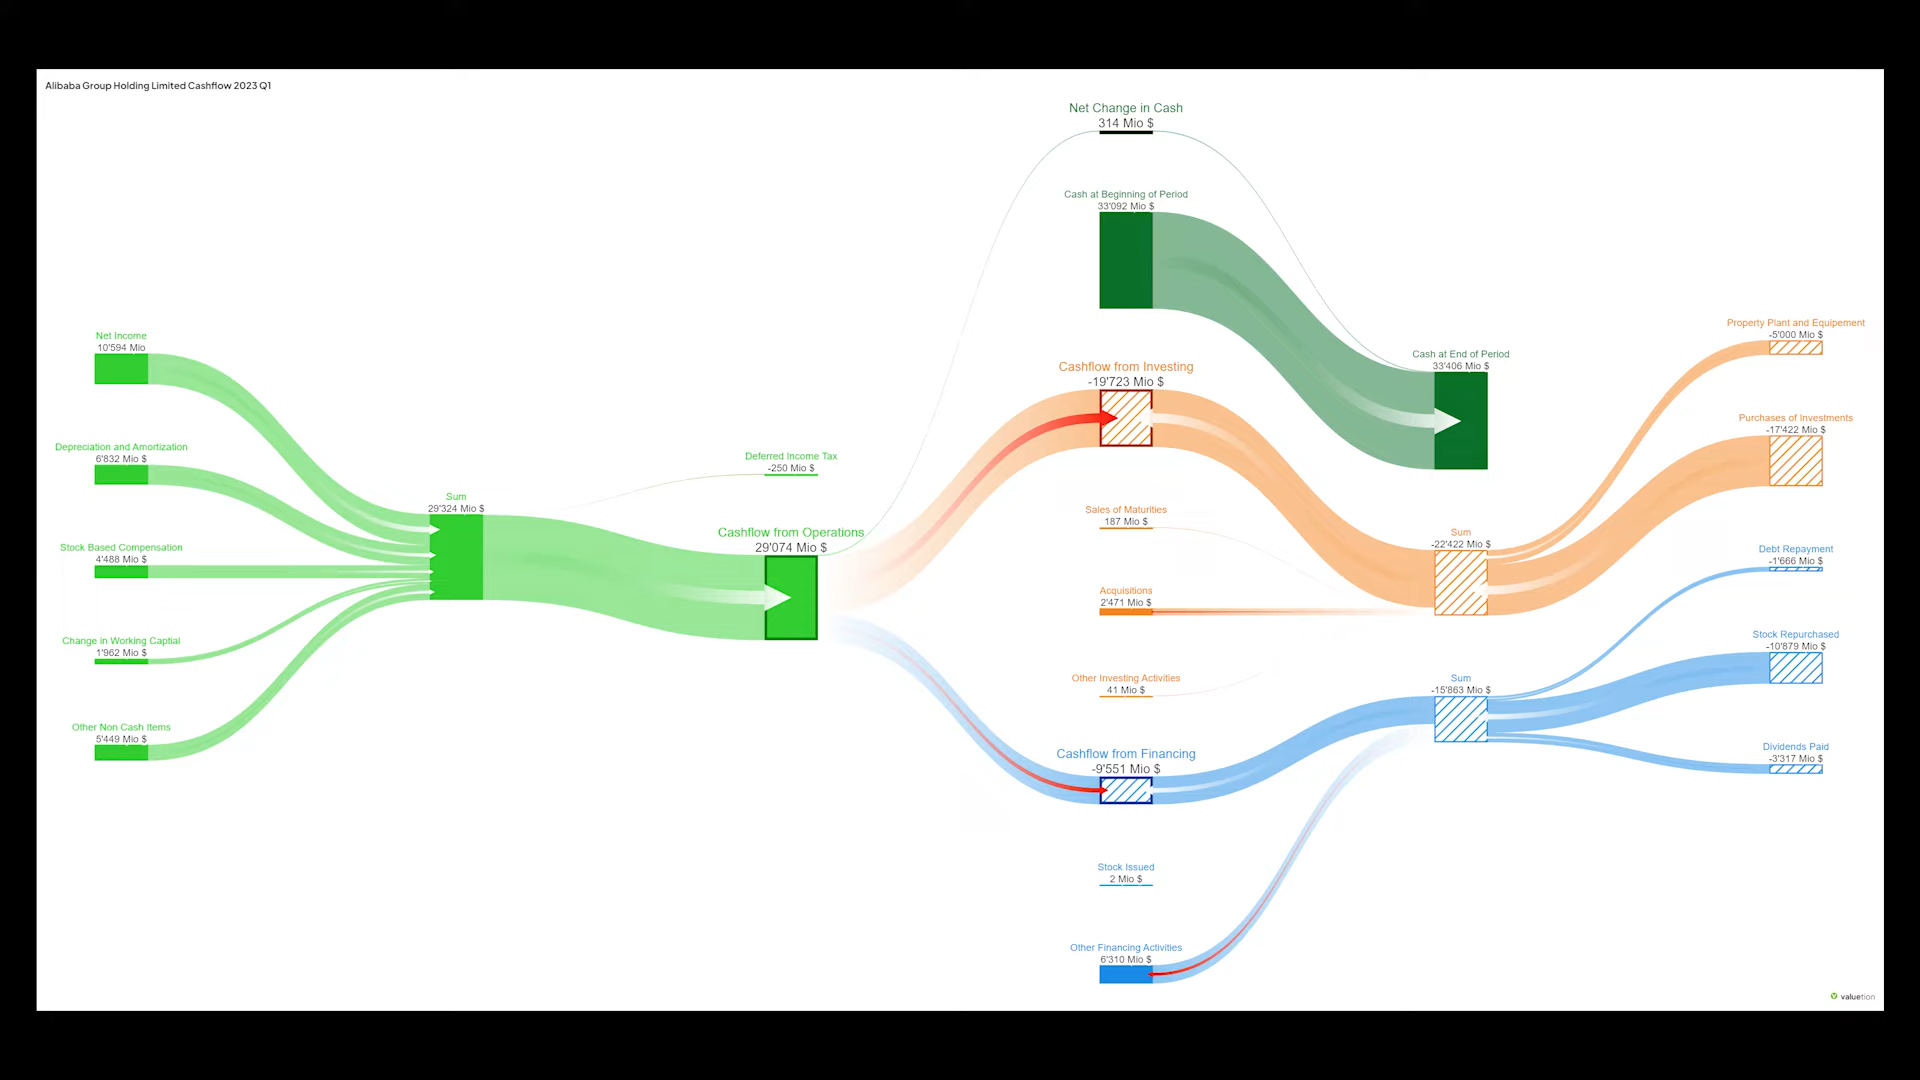 Alibaba Group Holding Limited Cashflow 2023 Q1
Net Change in Cash
314 Mio $
Cash at Beginning of Period
33'092 Mio $
Net Income
10'594 Mio
Depreciation and Amortization
6'832 Mio $
Stock Based Compensation
4'488 Mio $
Change in Working Captial
1'962 Mio $
Other Non Cash Items
5'449 Mio $
Sum
29'324 Mio $
Deferred Income Tax
-250 Mio $
Cashflow from Operations
29'074 Mio $
Cashflow from Investing
-19'723 Mio $
Sales of Maturities
187 Mio $
Acquisitions
2'471 Mio $
Other Investing Activities
41 Mio $
Cashflow from Financing
-9'551 Mio $
Stock Issued
2 Mio $
Other Financing Activities
6'310 Mio $
Cash at End of Period
33'406 Mio $
Sum
-22'422 Mio $
Sum
-15'863 Mio $
Property Plant and Equipement
-5'000 Mio $
Purchases of Investments
-17'422 Mio $
Debt Repayment
-1'666 Mio $
Stock Repurchased
-10'879 Mio $
Dividends Paid
-3'317 Mio $
valuetion